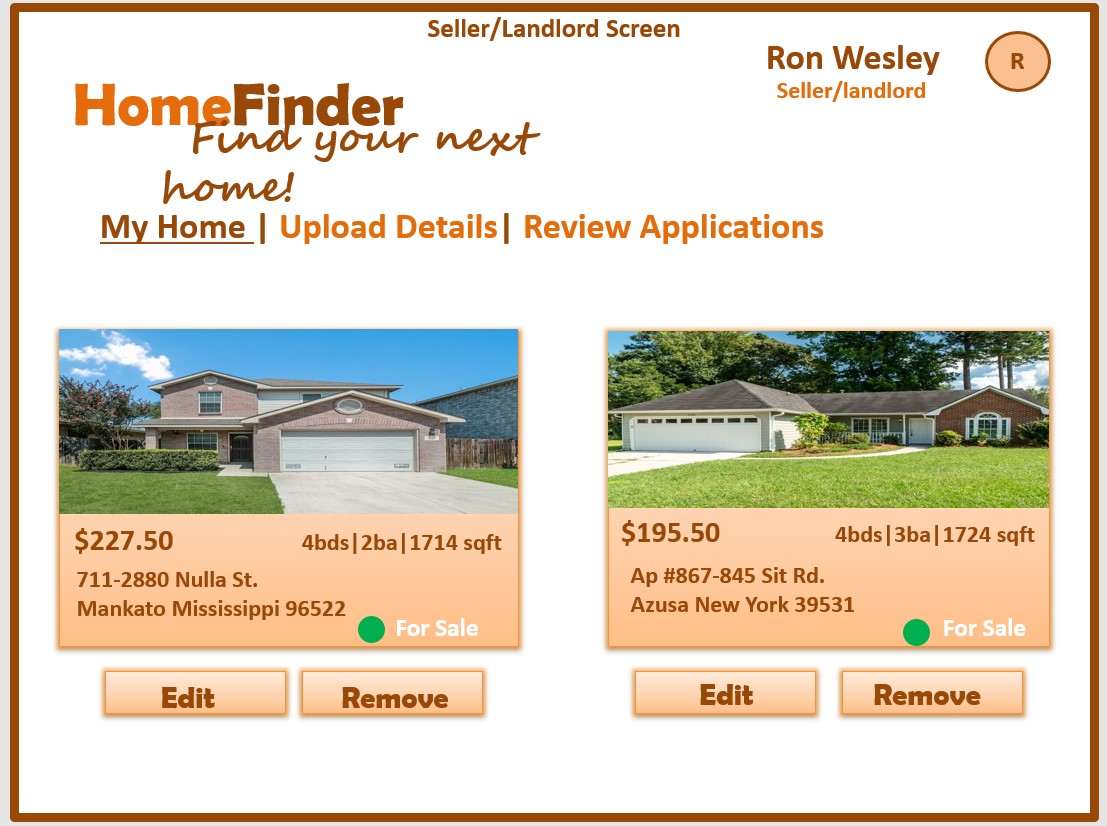 Seller/Landlord Screen
Ron Wesley
R
Seller/landlord
HomeFinder
Find your next
home!
My Home | Upload Details| Review Applications
$227.50
4bds|2ba|1714 sqft
711-2880 Nulla St.
Mankato Mississippi 96522
For Sale
Edit
Remove
$195.50
4bds|3ba|1724 sqft
Ap #867-845 Sit Rd.
Azusa New York 39531
For Sale
Edit
Remove